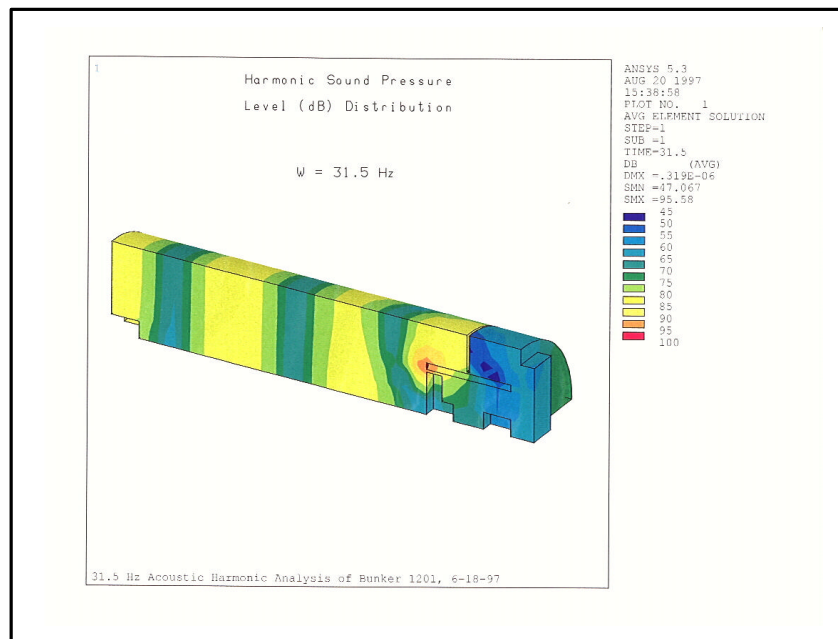 1
Harmonic Sound Pressure
Level (dB) Distribution
W = 31.5 Hz
ANSYS 5.3
AUG 20 1997
15:38:58
PLOT NO. 1
AVG ELEMENT SOLUTION
STEP=1
SUB =1
TIME=31.5
DB (AVG)
DMX =.319E-06
SMN =47.067
SMX =95.58
45
50
55
60
65
70
75
80
85
90
95
100
31.5 Hz Acoustic Harmonic Analysis of Bunker 1201, 6-18-97